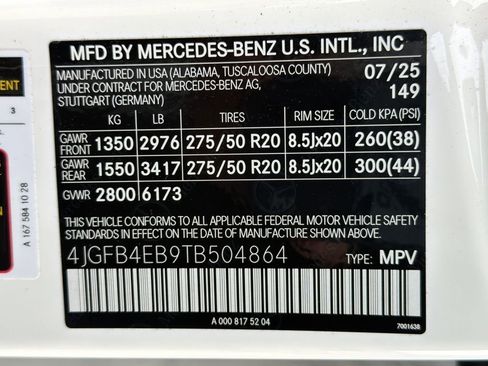 MFD BY MERCEDES-BENZ U.S. INTL., INC
MANUFACTURED IN USA (ALABAMA, TUSCALOOSA COUNTY) 07/25
UNDER CONTRACT FOR MERCEDES-BENZ AG, 149
STUTTGART (GERMANY)
KG LB TIRES RIM SIZE COLD KPA (PSI)
GAWR FRONT 1350 2976 275/50 R20 8.5Jx20 260(38)
GAWR REAR 1550 3417 275/50 R20 8.5Jx20 300(44)
GVWR 2800 6173
THIS VEHICLE CONFORMS TO ALL APPLICABLE FEDERAL MOTOR VEHICLE SAFETY
STANDARDS IN EFFECT ON THE DATE OF MANUFACTURE SHOWN ABOVE.
4JGFB4EB9TB504864 TYPE: MPV
A 000 817 52 04
7001638
3
A 167 584 10 28